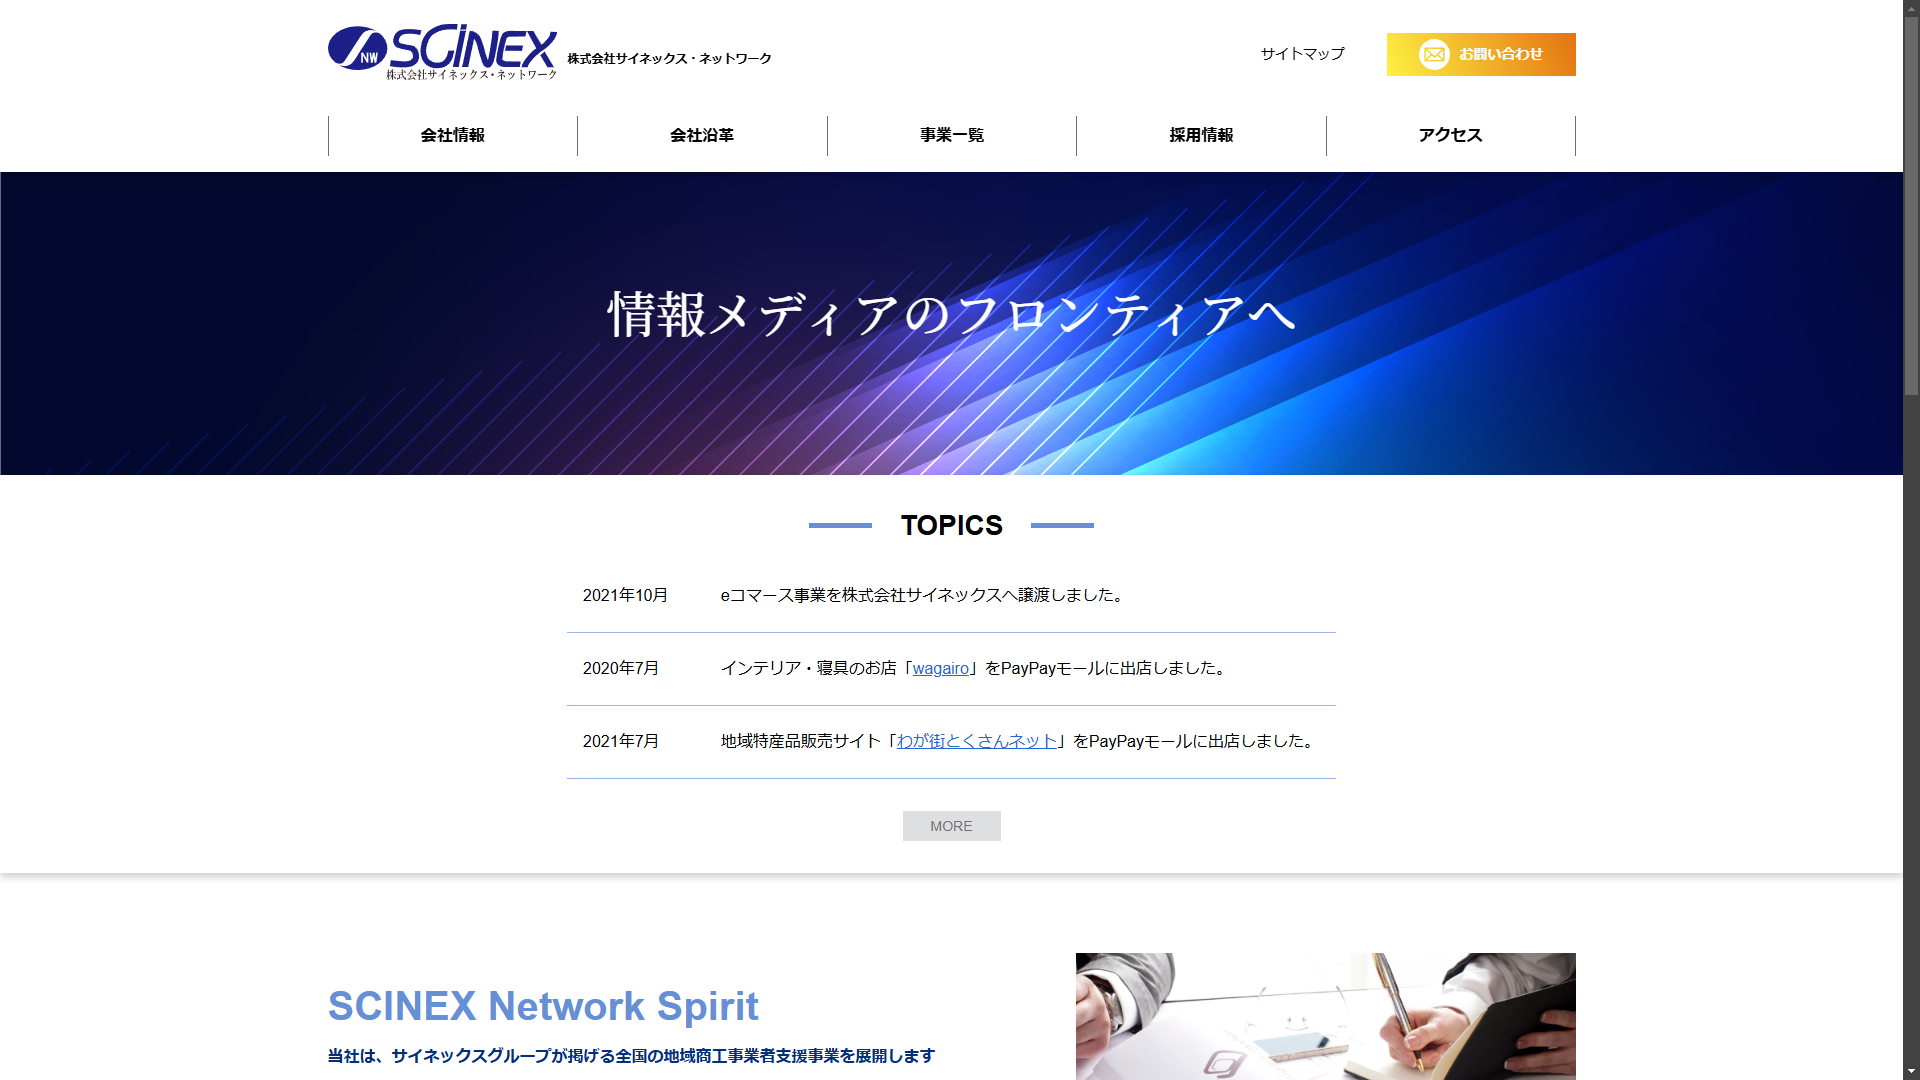 NW SCINEX
株式会社サイネックス・ネットワーク
株式会社サイネックス・ネットワーク
サイトマップ
お問い合わせ
会社情報
会社沿革
事業一覧
採用情報
アクセス
情報メディアのフロンティアへ
TOPICS
2021年10月 eコマース事業を株式会社サイネックスへ譲渡しました。
2020年7月 インテリア・寝具のお店「wagairo」をPayPayモールに出店しました。
2021年7月 地域特産品販売サイト「わが街とくさんネット」をPayPayモールに出店しました。
MORE
SCINEX Network Spirit
当社は、サイネックスグループが掲げる全国の地域商工事業者支援事業を展開します